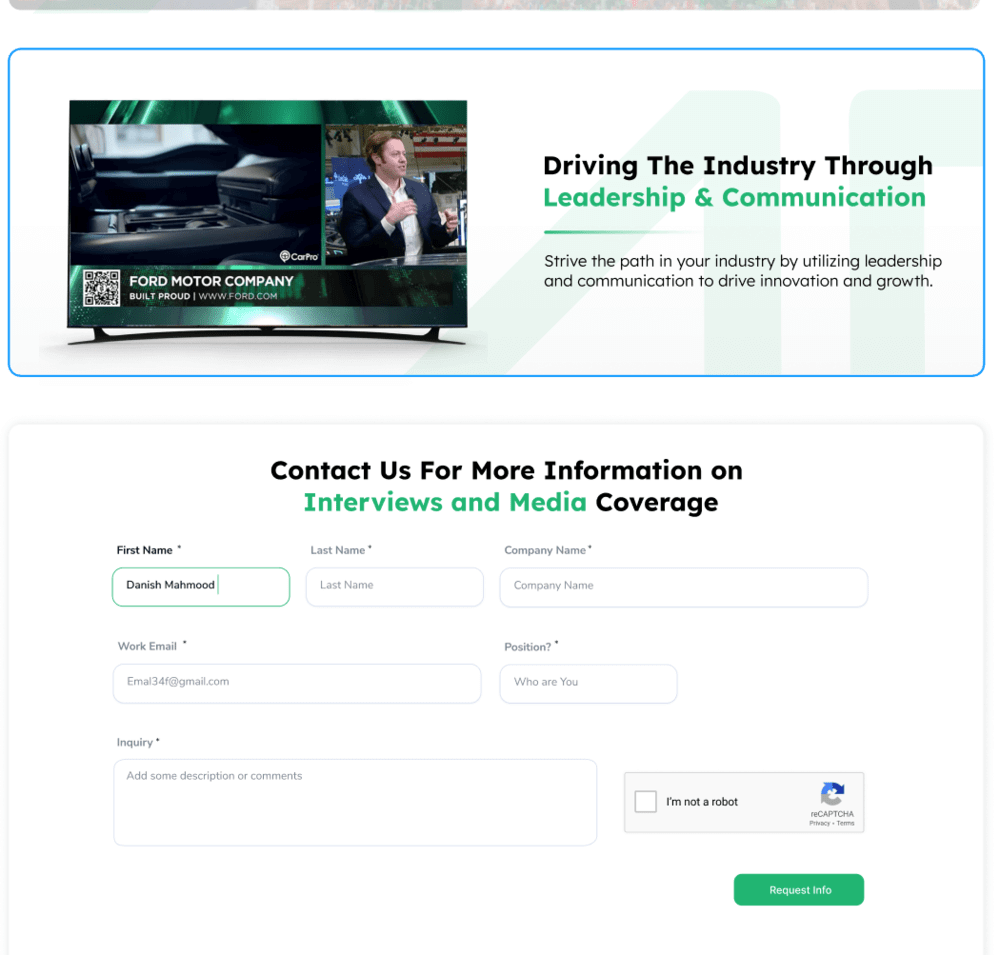 Driving The Industry Through
Leadership & Communication
Strive the path in your industry by utilizing leadership
and communication to drive innovation and growth.
CarPro
FORD MOTOR COMPANY
BUILT PROUD | WWW.FORD.COM
Contact Us For More Information on
Interviews and Media Coverage
First Name *
Last Name *
Company Name *
Danish Mahmood
Last Name
Company Name
Work Email *
Position? *
Emal34f@gmail.com
Who are You
Inquiry *
Add some description or comments
I'm not a robot
reCAPTCHA
Privacy • Terms
Request Info